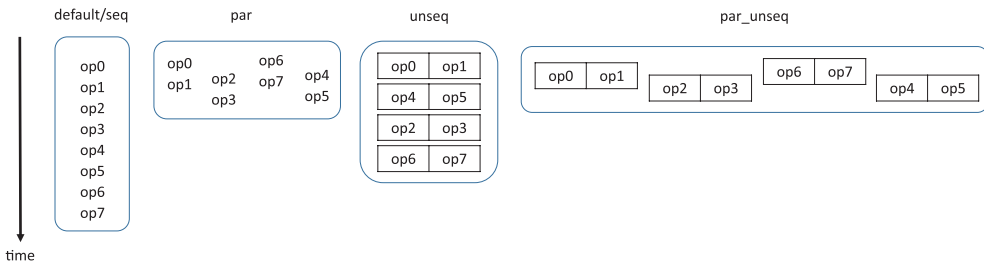 default/seq
par
unseq
par_unseq
op0
op1
op2
op3
op4
op5
op6
op7
time
op0
op1
op2
op3
op6
op7
op4
op5
op0 op1
op4 op5
op2 op3
op6 op7
op0 op1
op2 op3
op6 op7
op4 op5